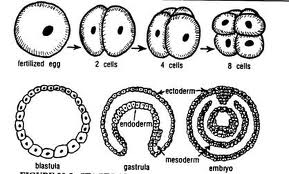 fertilized egg
2 cells
4 cells
8 cells
ectoderm
endoderm
mesoderm
blastula
gastrula
embryo